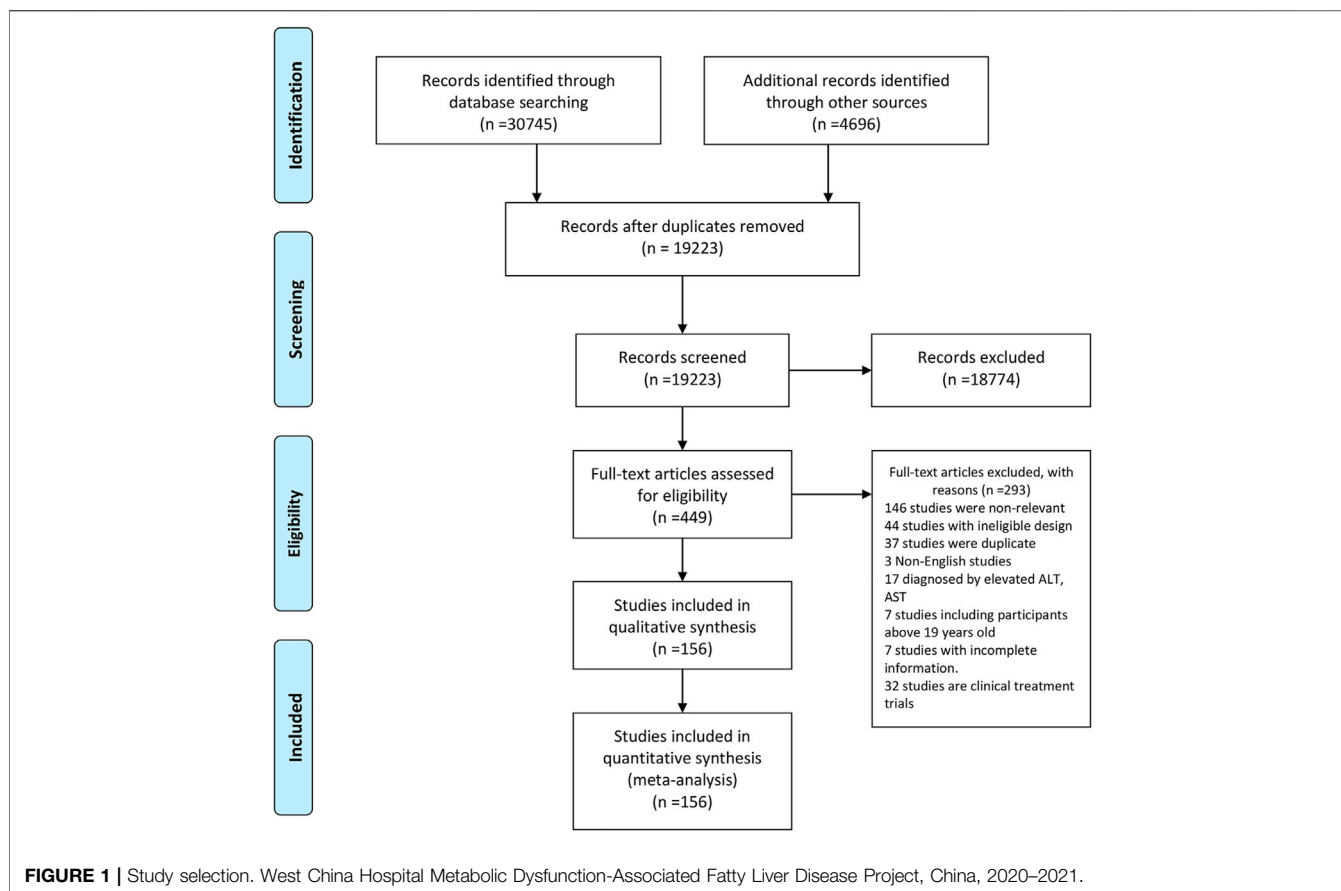 Identification
Records identified through
database searching
(n =30745)
Additional records identified
through other sources
(n =4696)
Records after duplicates removed
(n = 19223)
Screening
Records screened
(n =19223)
Records excluded
(n =18774)
Eligibility
Full-text articles assessed
for eligibility
(n =449)
Full-text articles excluded, with
reasons (n =293)
146 studies were non-relevant
44 studies with ineligible design
37 studies were duplicate
3 Non-English studies
17 diagnosed by elevated ALT,
AST
7 studies including participants
above 19 years old
7 studies with incomplete
information.
32 studies are clinical treatment
trials
Studies included in
qualitative synthesis
(n =156)
Included
Studies included in
quantitative synthesis
(meta-analysis)
(n =156)
FIGURE 1 | Study selection. West China Hospital Metabolic Dysfunction-Associated Fatty Liver Disease Project, China, 2020–2021.